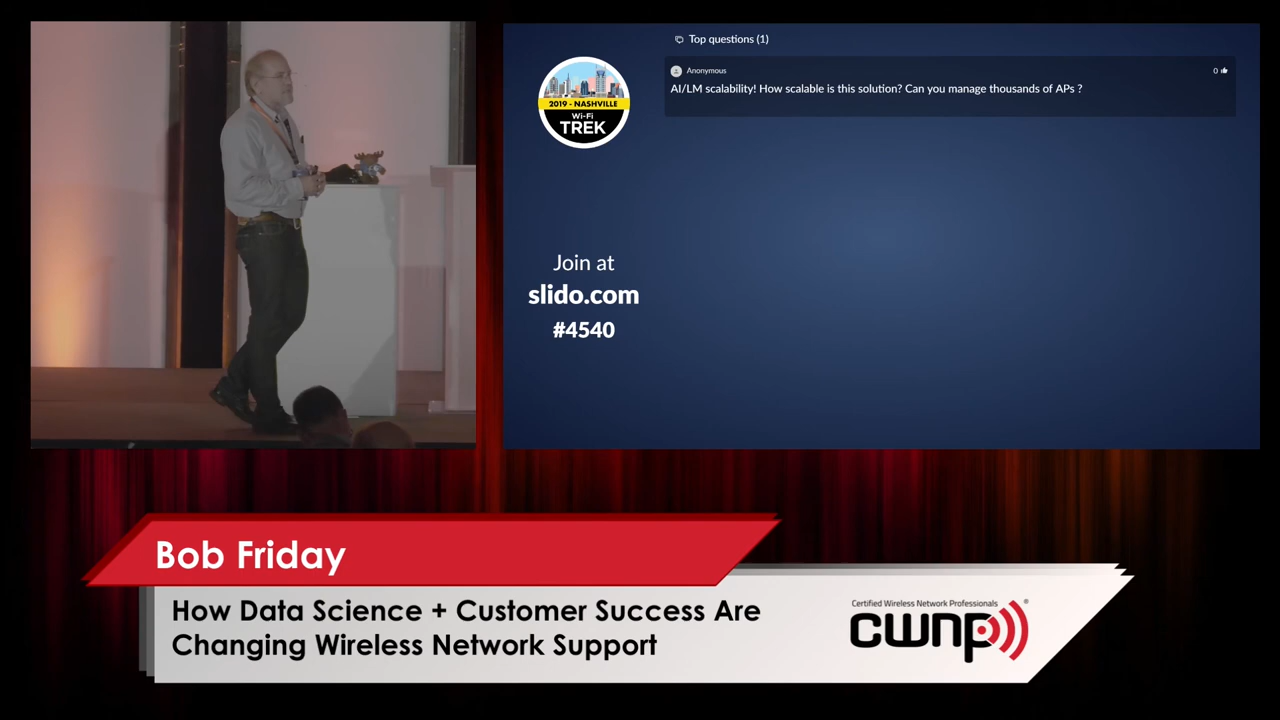 Top questions (1)
Anonymous
0
AI/LM scalability! How scalable is this solution? Can you manage thousands of APs ?
2019 - NASHVILLE
Wi-Fi
TREK
Join at
slido.com
#4540
Bob Friday
How Data Science + Customer Success Are
Changing Wireless Network Support
Certified Wireless Network Professionals
cwnp®